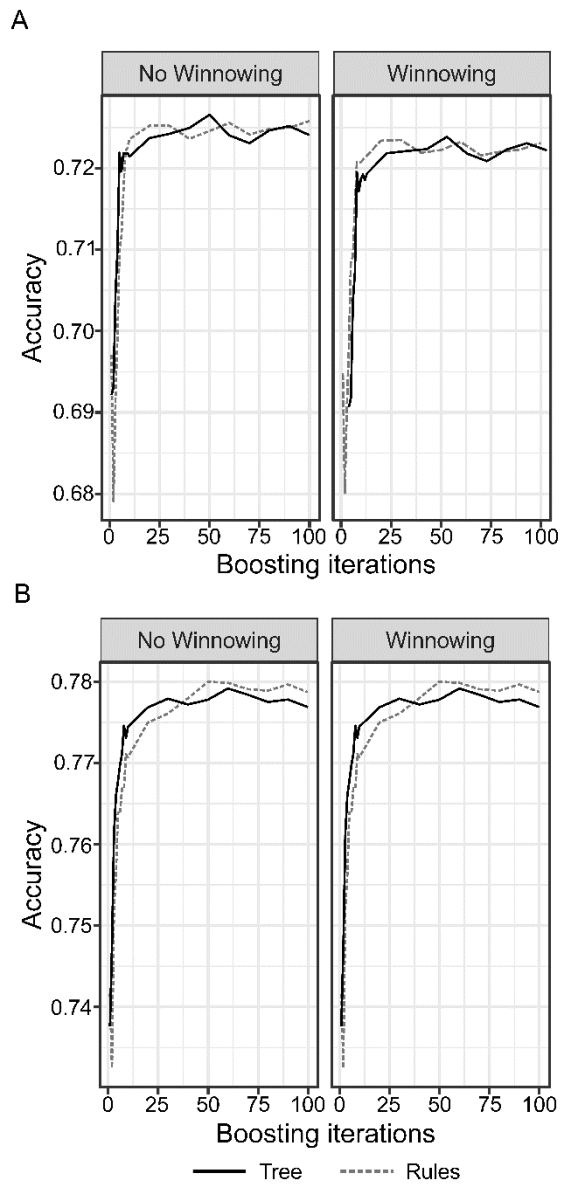 A
No Winnowing Winnowing
0.72
0.71
0.70
0.69
0.68
Accuracy
0 25 50 75 100 0 25 50 75 100
Boosting iterations Boosting iterations
B
No Winnowing Winnowing
0.78
0.77
0.76
0.75
0.74
Accuracy
0 25 50 75 100 0 25 50 75 100
Boosting iterations Boosting iterations
Tree Rules